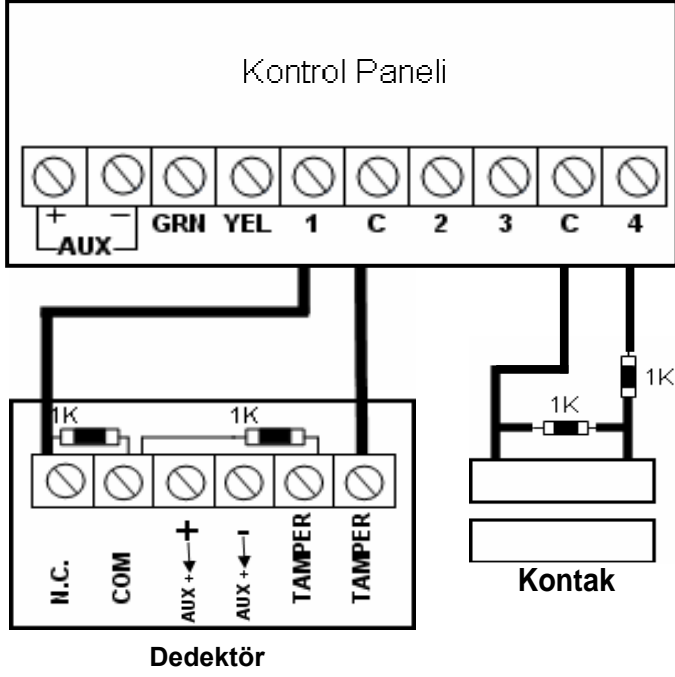 Kontrol Paneli
+ −
AUX
GRN YEL 1 C 2 3 C 4
1K
1K
1K
1K
N.C.
COM
AUX + +
AUX + -
TAMPER
TAMPER
Kontak
Dedektör